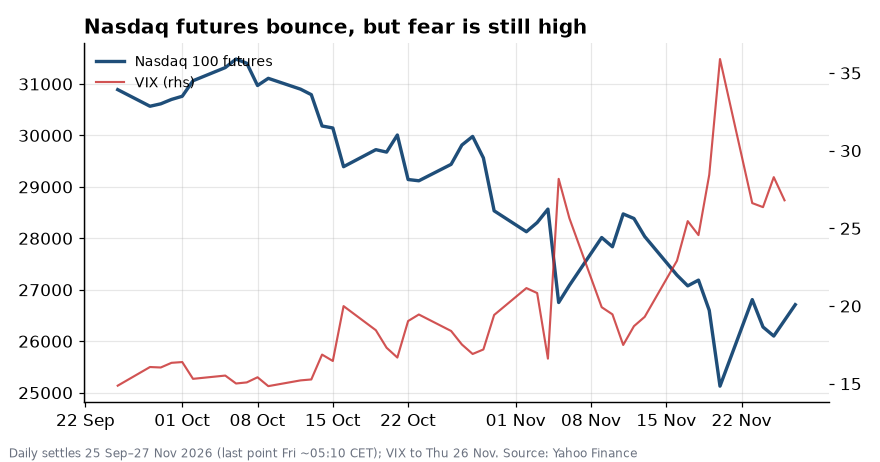 Nasdaq futures bounce, but fear is still high
Nasdaq 100 futures
VIX (rhs)
31000
30000
29000
28000
27000
26000
25000
35
30
25
20
15
22 Sep
01 Oct
08 Oct
15 Oct
22 Oct
01 Nov
08 Nov
15 Nov
22 Nov
Daily settles 25 Sep–27 Nov 2026 (last point Fri ~05:10 CET); VIX to Thu 26 Nov. Source: Yahoo Finance